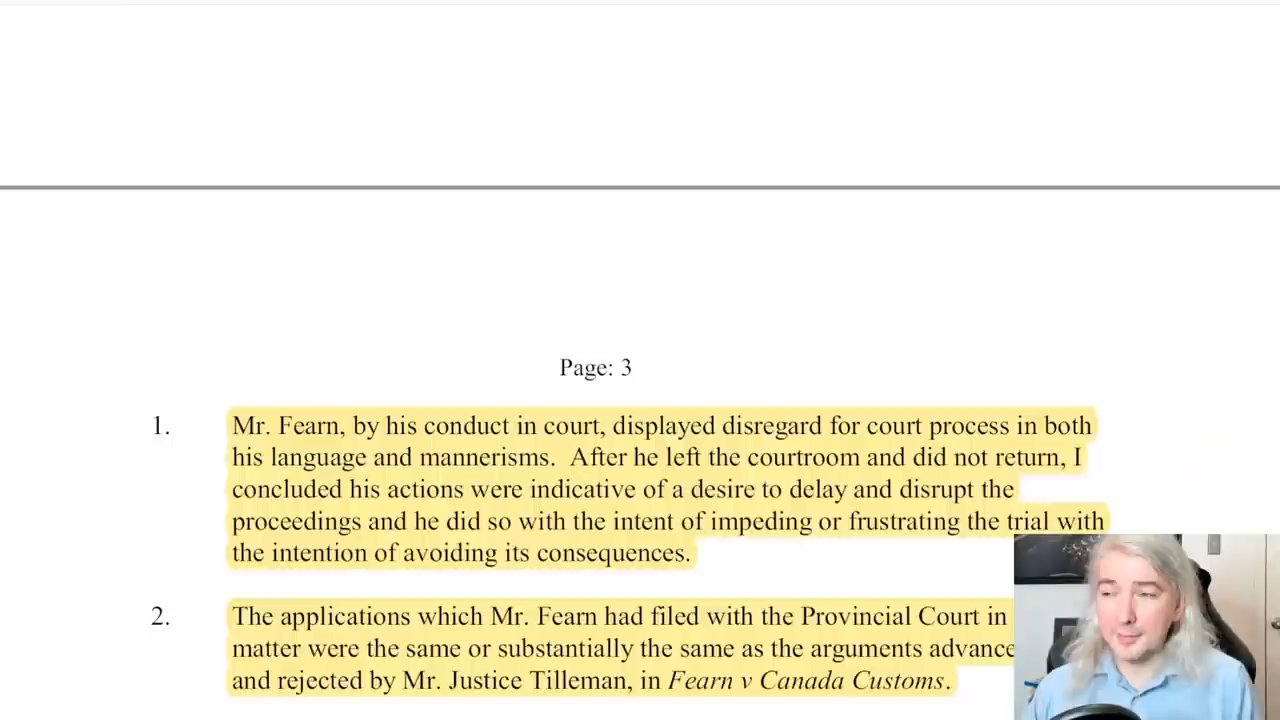 Page: 3
1. Mr. Fearn, by his conduct in court, displayed disregard for court process in both
his language and mannerisms. After he left the courtroom and did not return, I
concluded his actions were indicative of a desire to delay and disrupt the
proceedings and he did so with the intent of impeding or frustrating the trial with
the intention of avoiding its consequences.
2. The applications which Mr. Fearn had filed with the Provincial Court in
matter were the same or substantially the same as the arguments advance
and rejected by Mr. Justice Tilleman, in Fearn v Canada Customs.